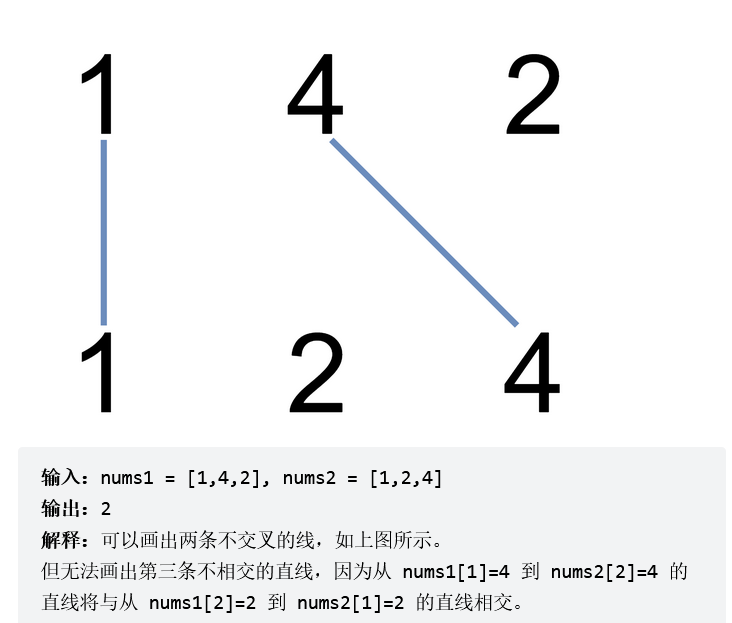 1 4 2
1 2 4
输入：nums1 = [1,4,2], nums2 = [1,2,4]
输出：2
解释：可以画出两条不交叉的线，如上图所示。
但无法画出第三条不相交的直线，因为从 nums1[1]=4 到 nums2[2]=4 的
直线将与从 nums1[2]=2 到 nums2[1]=2 的直线相交。